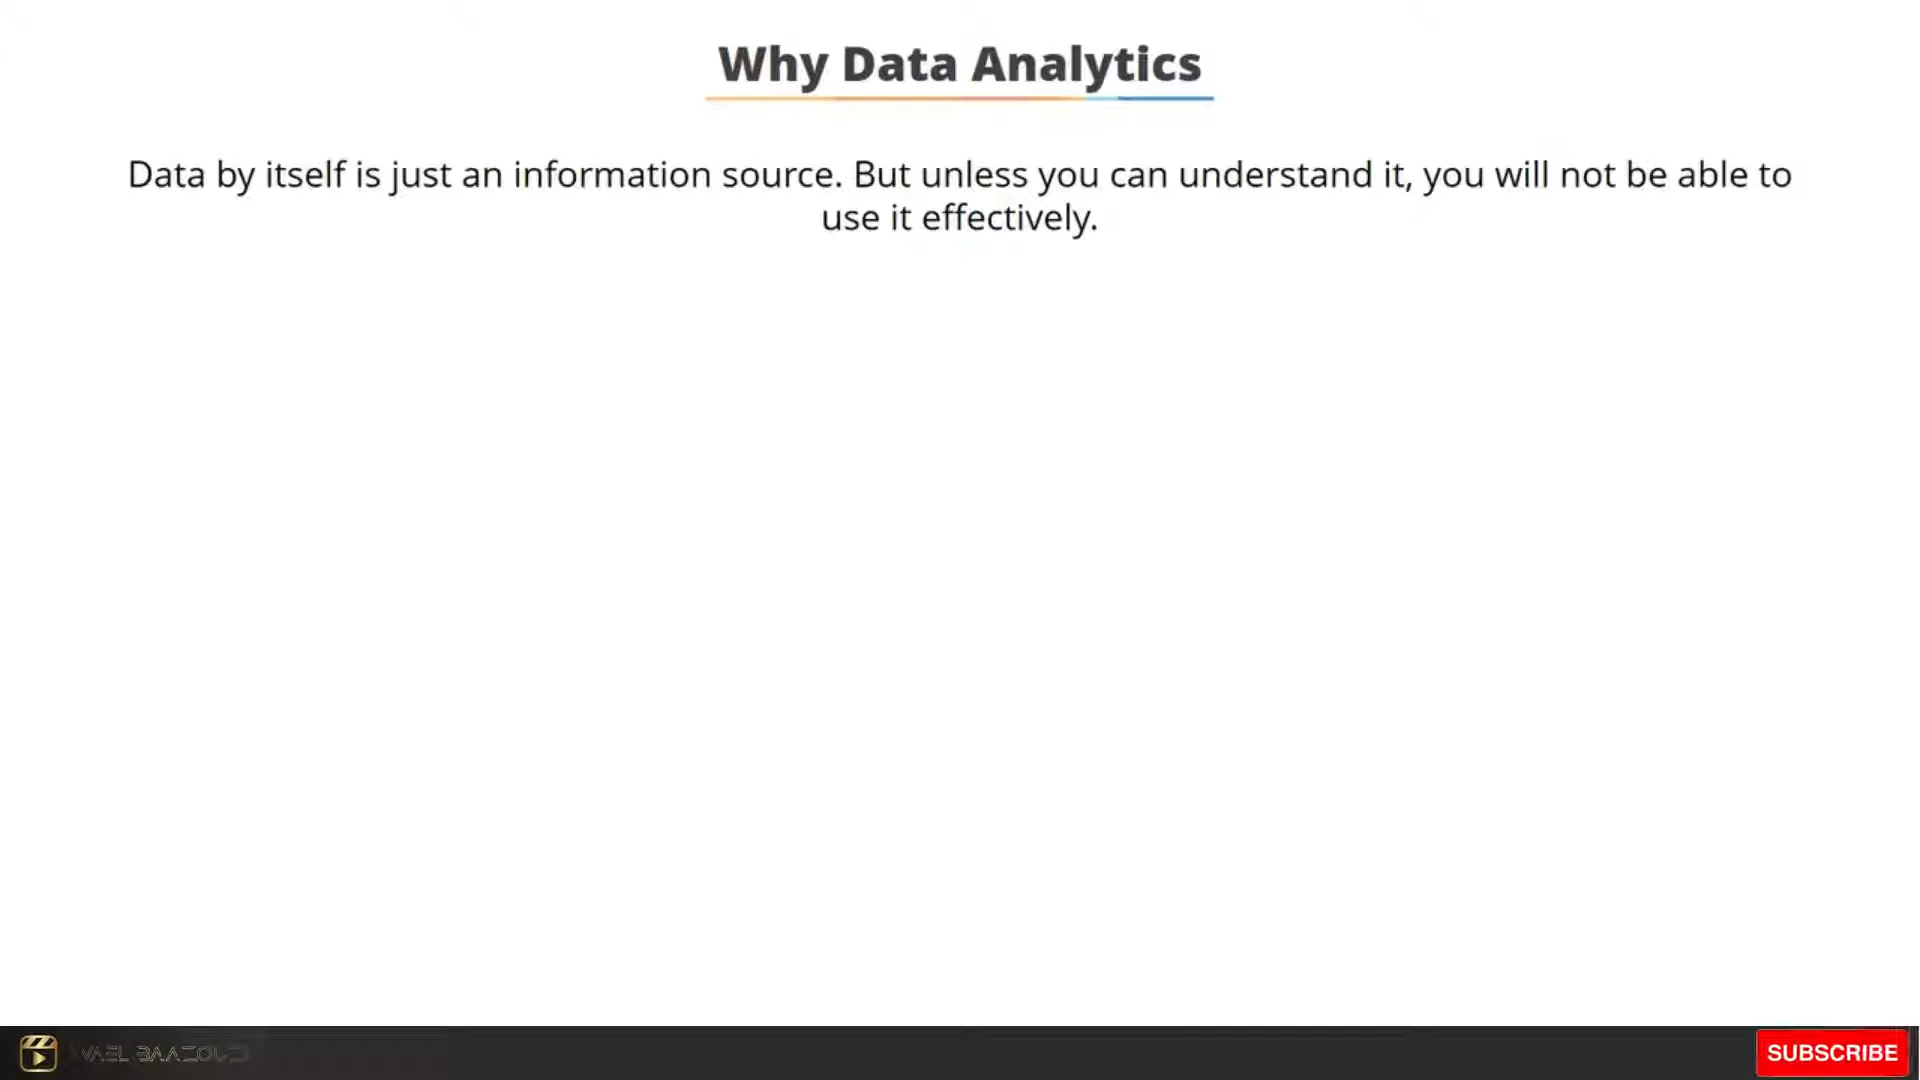 Why Data Analytics
Data by itself is just an information source. But unless you can understand it, you will not be able to
use it effectively.
SUBSCRIBE